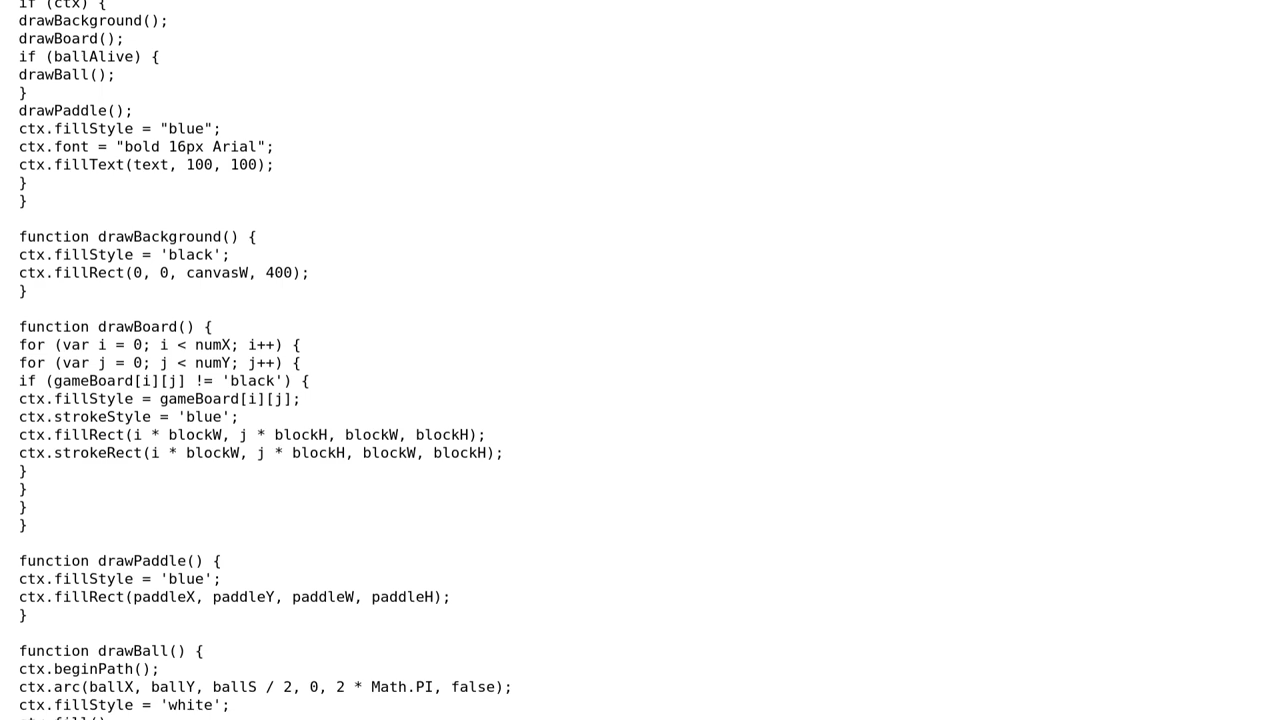 if (ctx) {
drawBackground();
drawBoard();
if (ballAlive) {
drawBall();
}
drawPaddle();
ctx.fillStyle = "blue";
ctx.font = "bold 16px Arial";
ctx.fillText(text, 100, 100);
}
}

function drawBackground() {
ctx.fillStyle = 'black';
ctx.fillRect(0, 0, canvasW, 400);
}

function drawBoard() {
for (var i = 0; i < numX; i++) {
for (var j = 0; j < numY; j++) {
if (gameBoard[i][j] != 'black') {
ctx.fillStyle = gameBoard[i][j];
ctx.strokeStyle = 'blue';
ctx.fillRect(i * blockW, j * blockH, blockW, blockH);
ctx.strokeRect(i * blockW, j * blockH, blockW, blockH);
}
}
}
}

function drawPaddle() {
ctx.fillStyle = 'blue';
ctx.fillRect(paddleX, paddleY, paddleW, paddleH);
}

function drawBall() {
ctx.beginPath();
ctx.arc(ballX, ballY, ballS / 2, 0, 2 * Math.PI, false);
ctx.fillStyle = 'white';